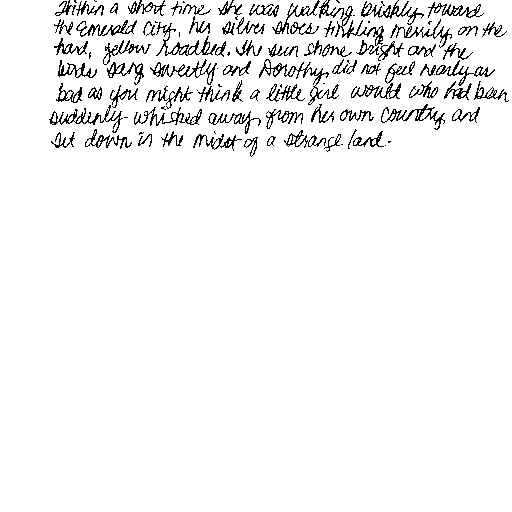 Within a short time she was walking briskly toward
the Emerald City, her silver shoes tinkling merrily on the
hard, yellow roadbed. The sun shone bright and the
birds sang sweetly and Dorothy did not feel nearly as
bad as you might think a little girl would who had been
suddenly whisked away from her own country and
set down in the midst of a strange land.